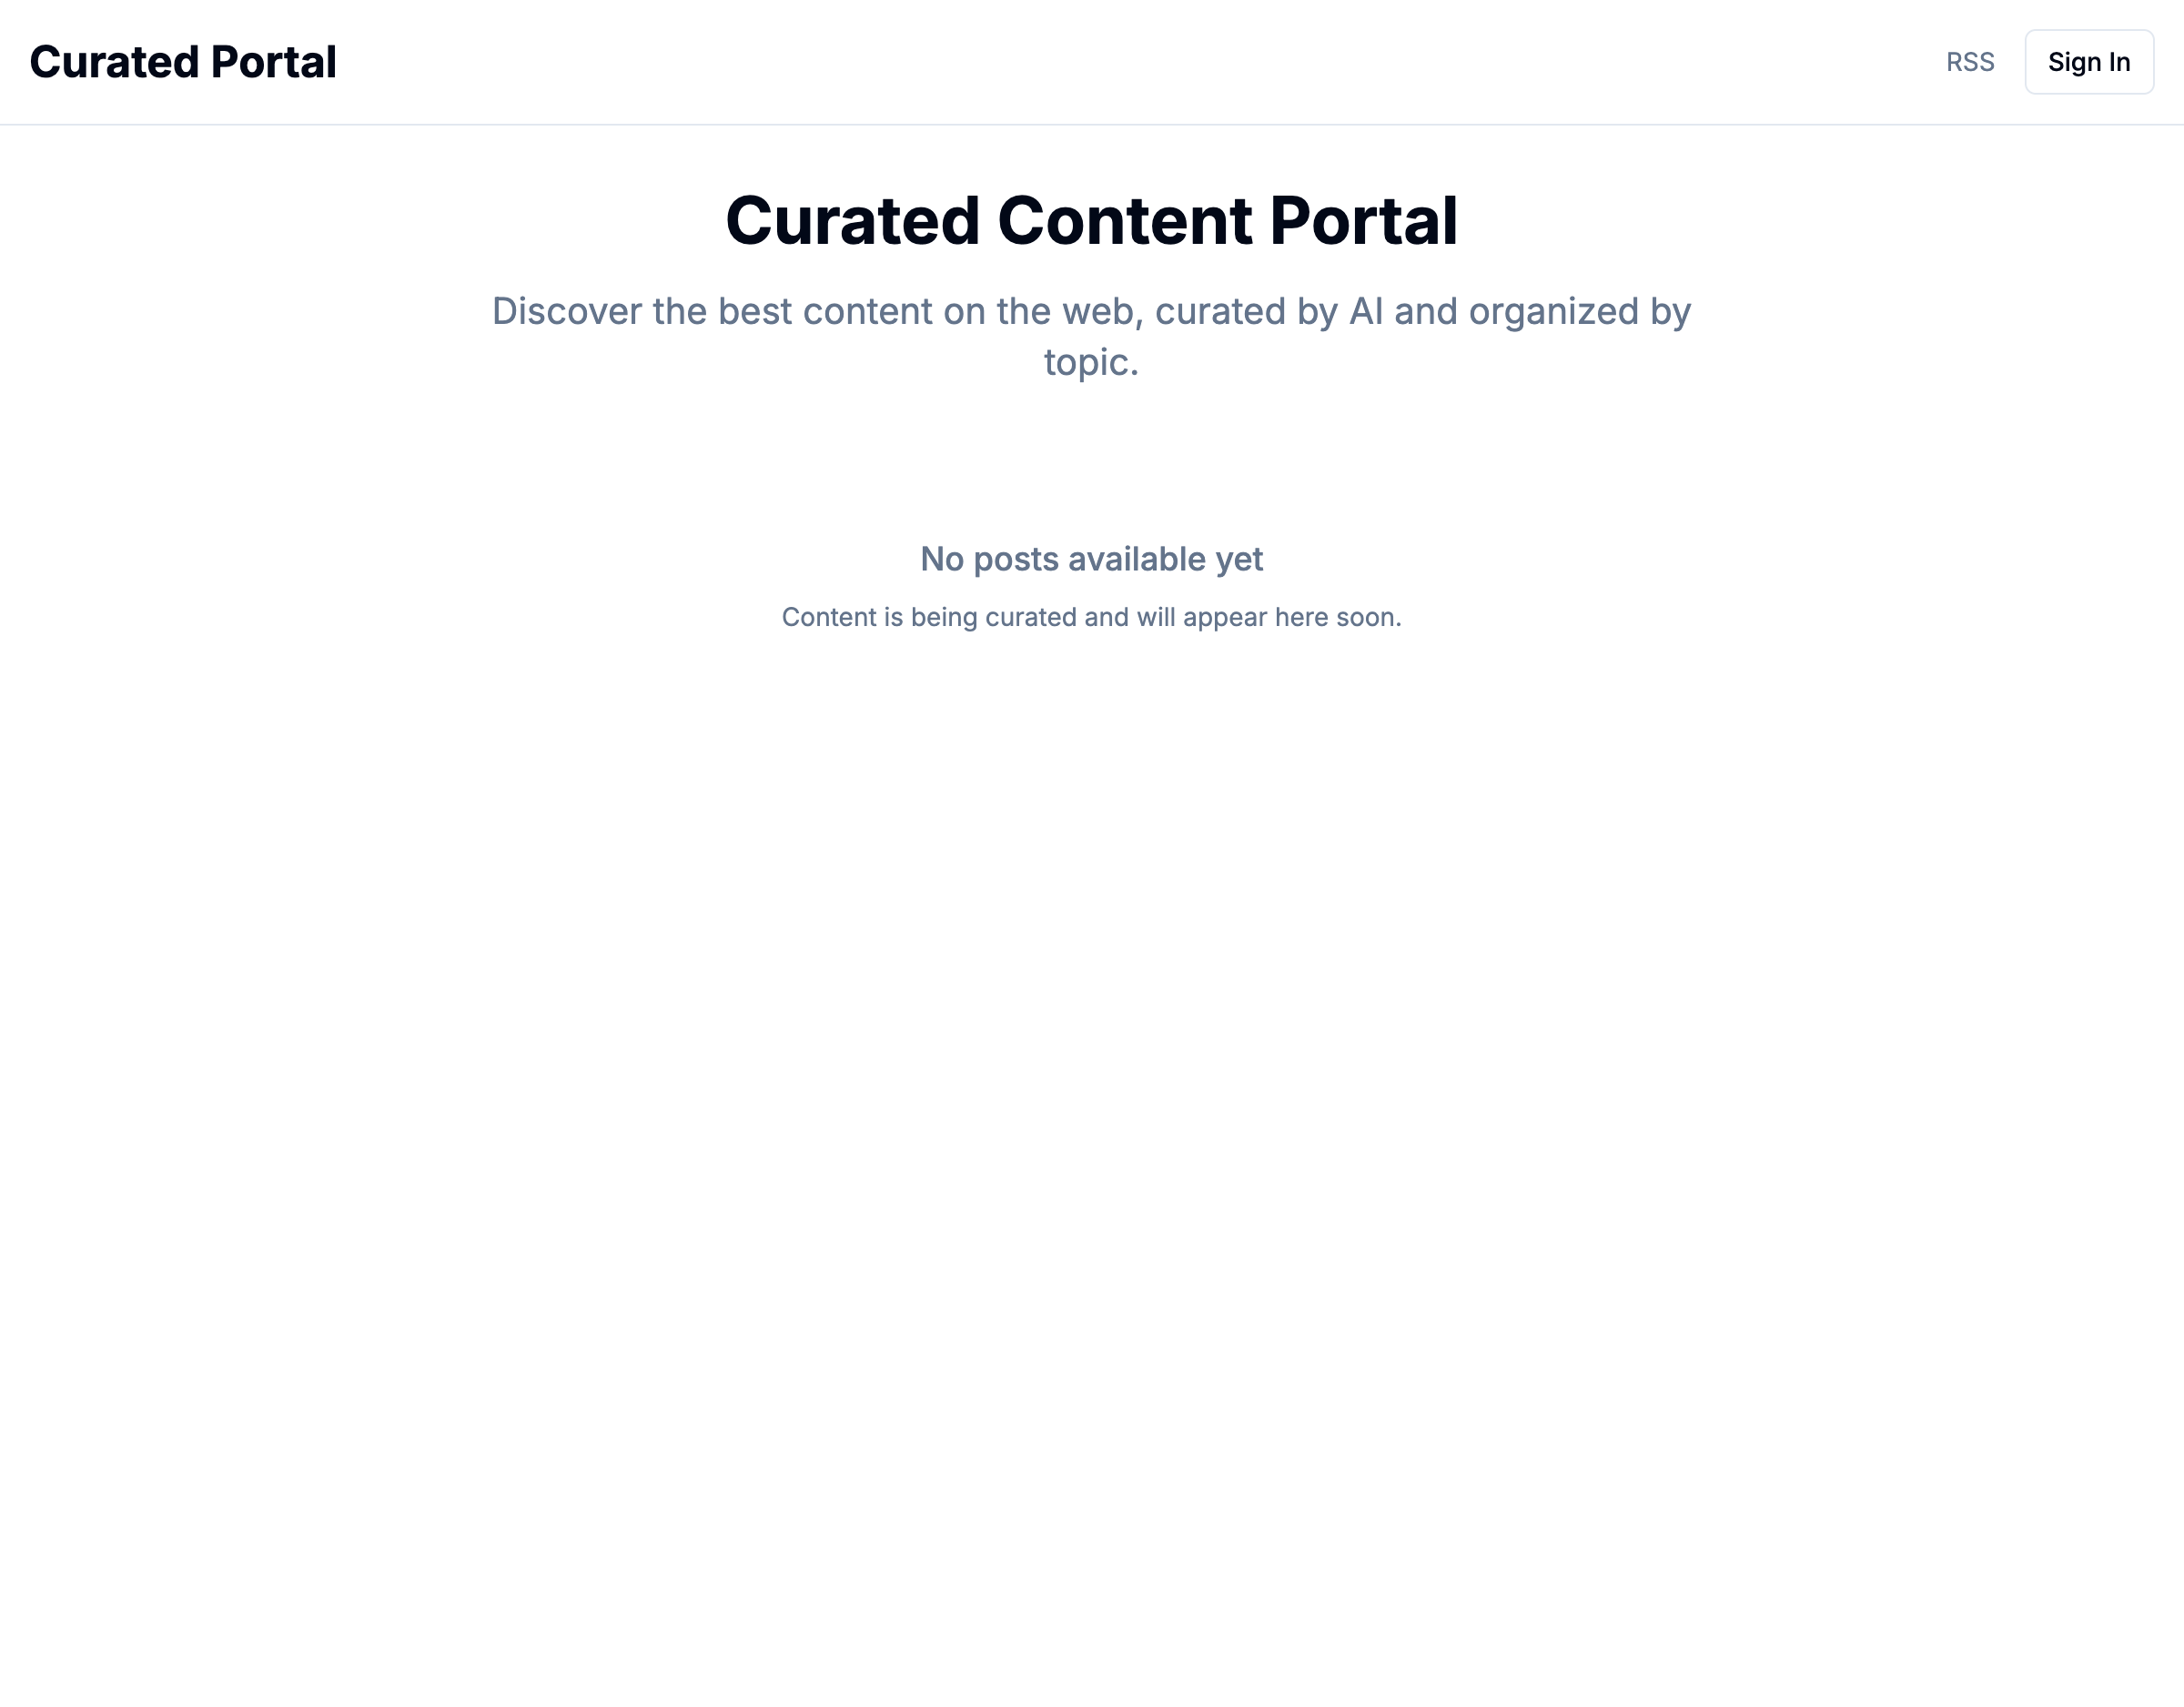 Curated Portal
RSS
Sign In
Curated Content Portal
Discover the best content on the web, curated by AI and organized by
topic.
No posts available yet
Content is being curated and will appear here soon.